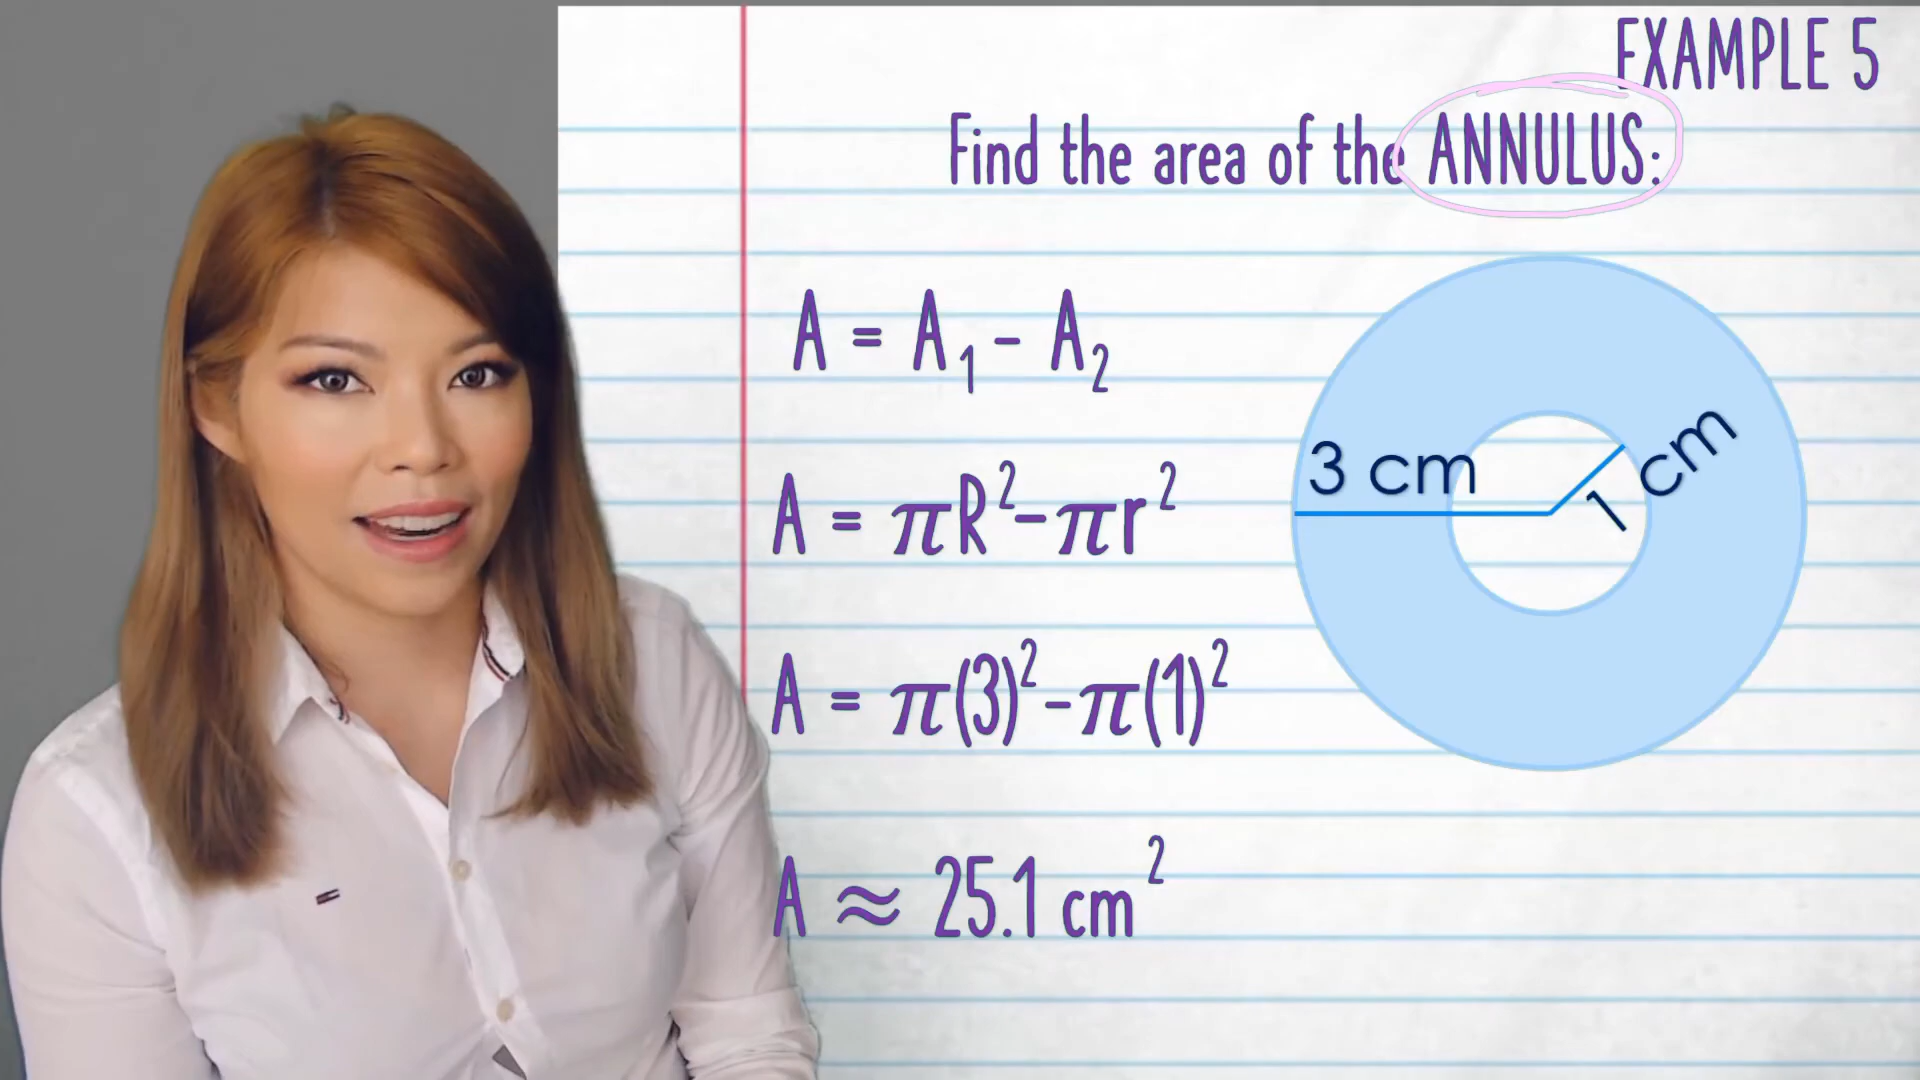 EXAMPLE 5
Find the area of the ANNULUS:
A = A₁ - A₂
A = πR² - πr²
3 cm
1 cm
A = π(3)² - π(1)²
A ≈ 25.1 cm²